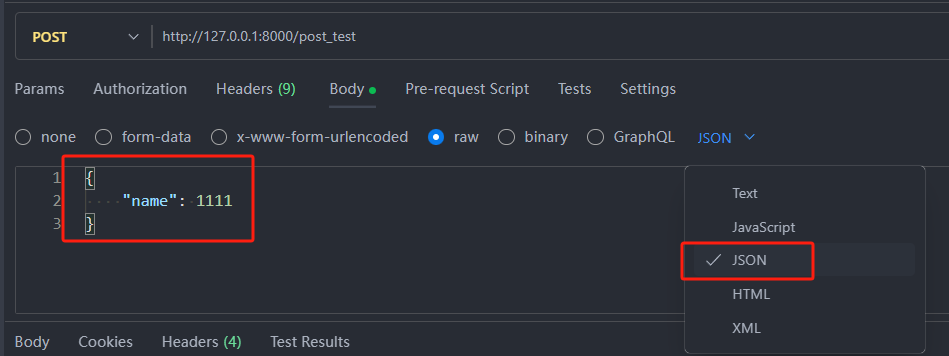 POST http://127.0.0.1:8000/post_test
Params Authorization Headers (9) Body Pre-request Script Tests Settings
none form-data x-www-form-urlencoded raw binary GraphQL JSON
1 {
2 "name": 1111
3 }
Text
JavaScript
JSON
HTML
XML
Body Cookies Headers (4) Test Results